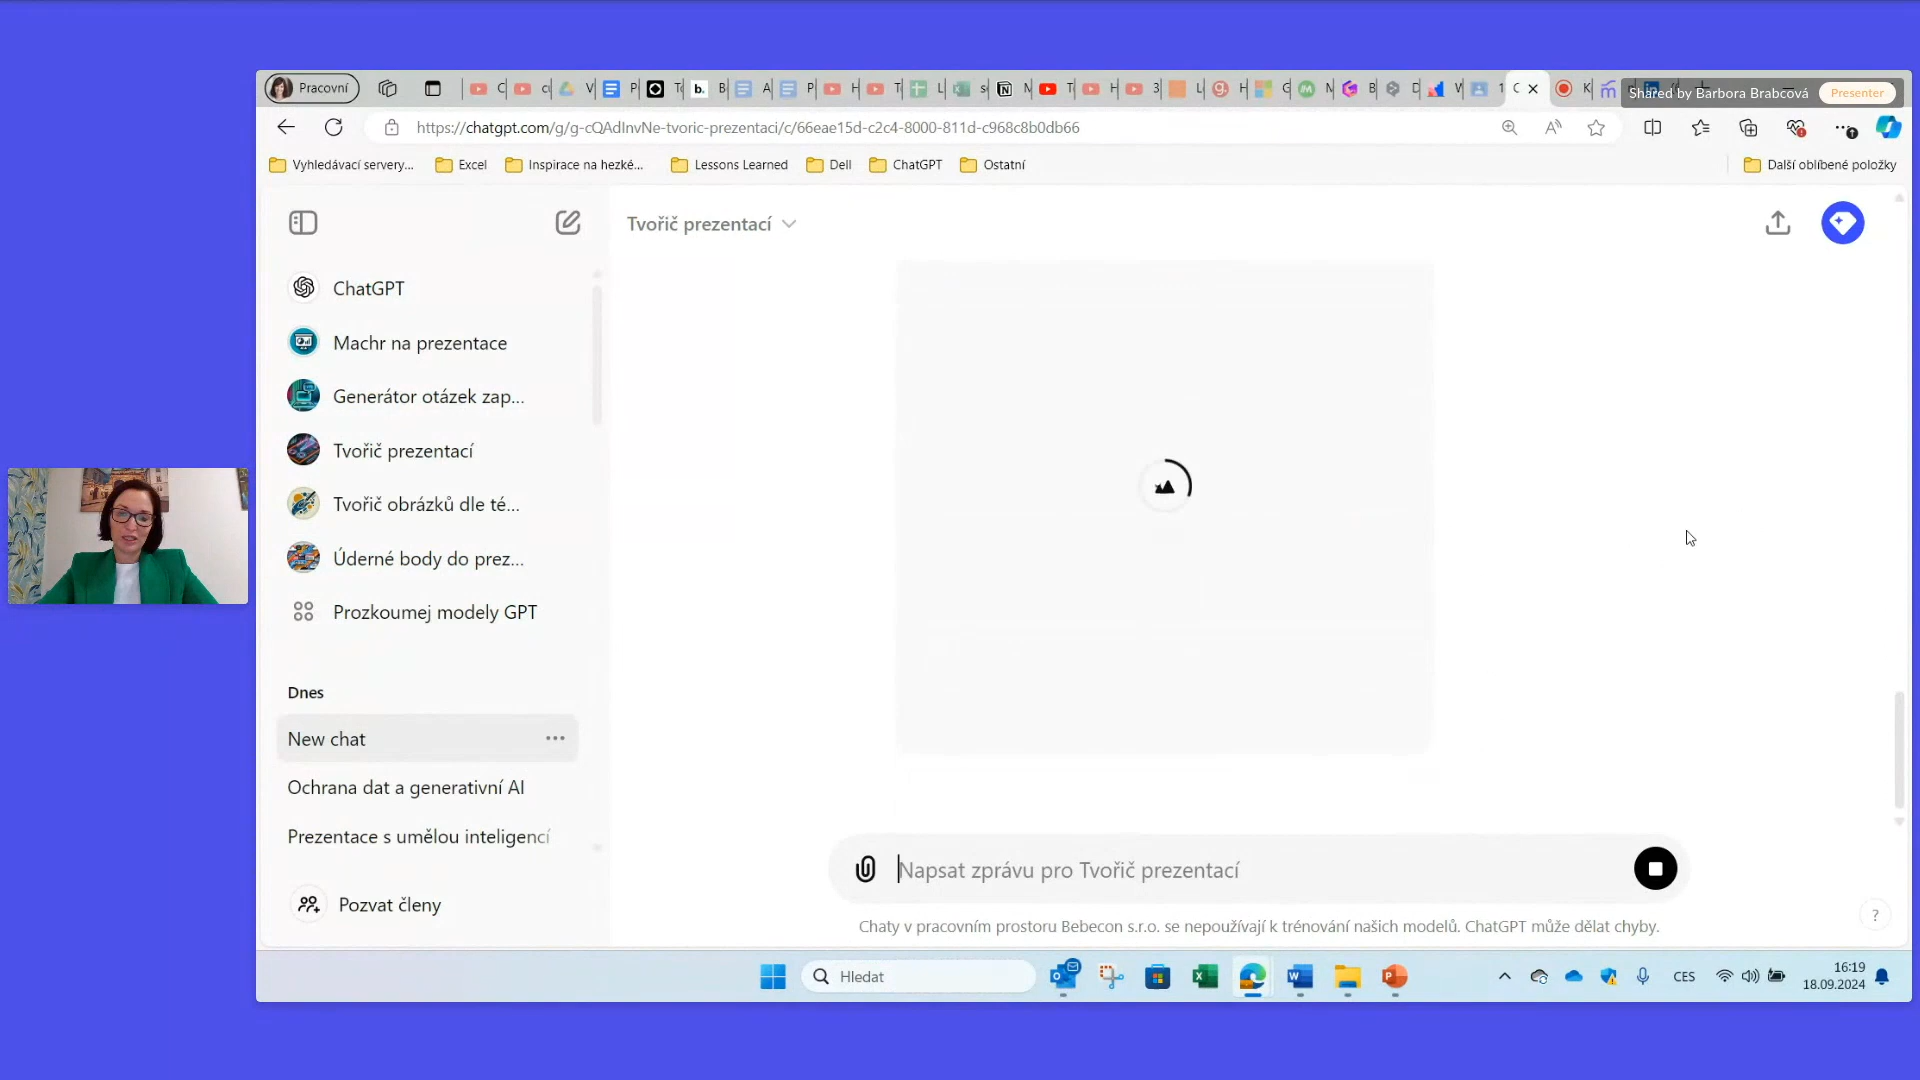 Pracovní
Shared by Barbora Brabcová
Presenter
https://chatgpt.com/g/g-cQAdInvNe-tvoric-prezentaci/c/66eae15d-c2c4-8000-811d-c968c8b0db66
Vyhledávací servery...
Excel
Inspirace na hezké...
Lessons Learned
Dell
ChatGPT
Ostatní
Další oblíbené položky
Tvořič prezentací
ChatGPT
Machr na prezentace
Generátor otázek zap...
Tvořič prezentací
Tvořič obrázků dle té...
Úderné body do prez...
Prozkoumej modely GPT
Dnes
New chat
Ochrana dat a generativní AI
Prezentace s umělou inteligencí
Pozvat členy
Napsat zprávu pro Tvořič prezentací
Chaty v pracovním prostoru Bebecon s.r.o. se nepoužívají k trénování našich modelů. ChatGPT může dělat chyby.
?
Hledat
CES
16:19
18.09.2024